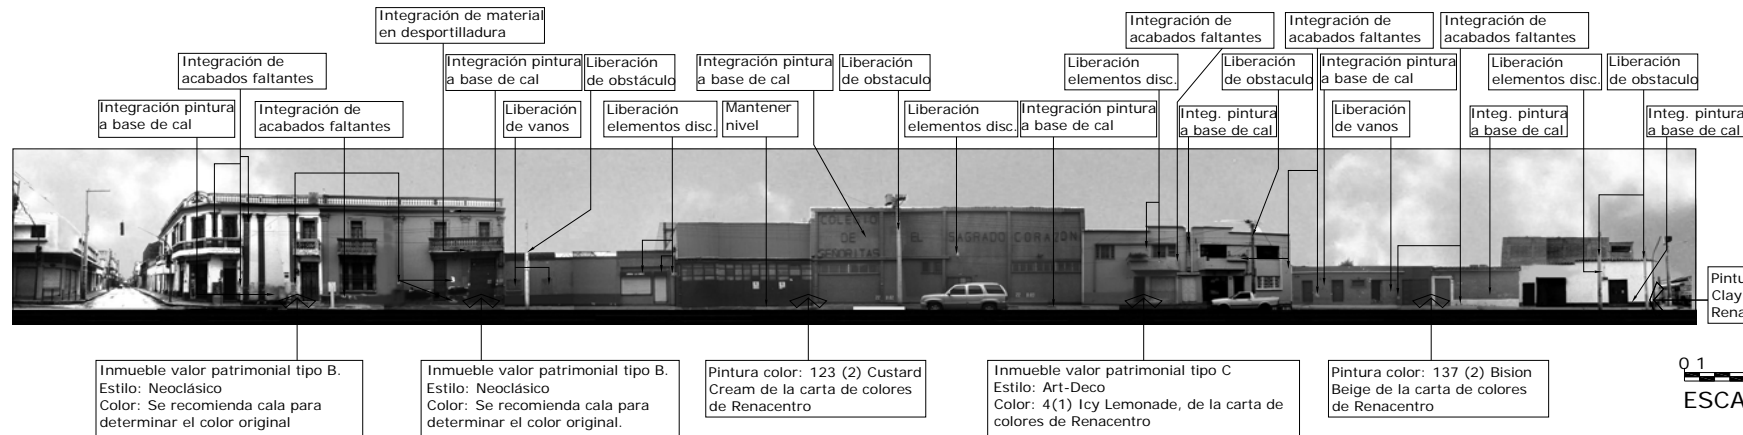 Integración de material
en desportilladura
Integración de
acabados faltantes
Integración de
acabados faltantes
Integración de
acabados faltantes
Integración de
acabados faltantes
Integración pintura
a base de cal
Liberación
de obstáculo
Integración pintura
a base de cal
Liberación
de obstaculo
Liberación
elementos disc.
Liberación
de obstaculo
Integración pintura
a base de cal
Liberación
elementos disc.
Liberación
de obstaculo
Integración pintura
a base de cal
Integración de
acabados faltantes
Liberación
de vanos
Liberación
elementos disc.
Mantener
nivel
Liberación
elementos disc.
Integración pintura
a base de cal
Integ. pintura
a base de cal
Liberación
de vanos
Integ. pintura
a base de cal
Integ. pintura
a base de cal
COLEGIO
DE
SEÑORITAS
EL SAGRADO CORAZON
Pintu
Clay
Rena
Inmueble valor patrimonial tipo B.
Estilo: Neoclásico
Color: Se recomienda cala para
determinar el color original
Inmueble valor patrimonial tipo B.
Estilo: Neoclásico
Color: Se recomienda cala para
determinar el color original.
Pintura color: 123 (2) Custard
Cream de la carta de colores
de Renacentro
Inmueble valor patrimonial tipo C
Estilo: Art-Deco
Color: 4(1) Icy Lemonade, de la carta de
colores de Renacentro
Pintura color: 137 (2) Bision
Beige de la carta de colores
de Renacentro
0 1
ESCA